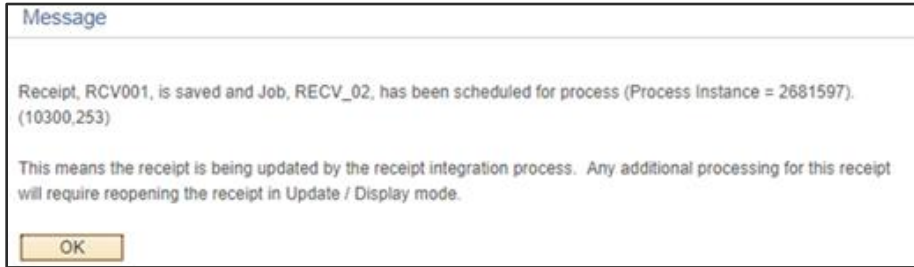 Message
Receipt, RCV001, is saved and Job, RECV_02, has been scheduled for process (Process Instance = 2681597).
(10300,253)
This means the receipt is being updated by the receipt integration process.  Any additional processing for this receipt
will require reopening the receipt in Update / Display mode.
OK